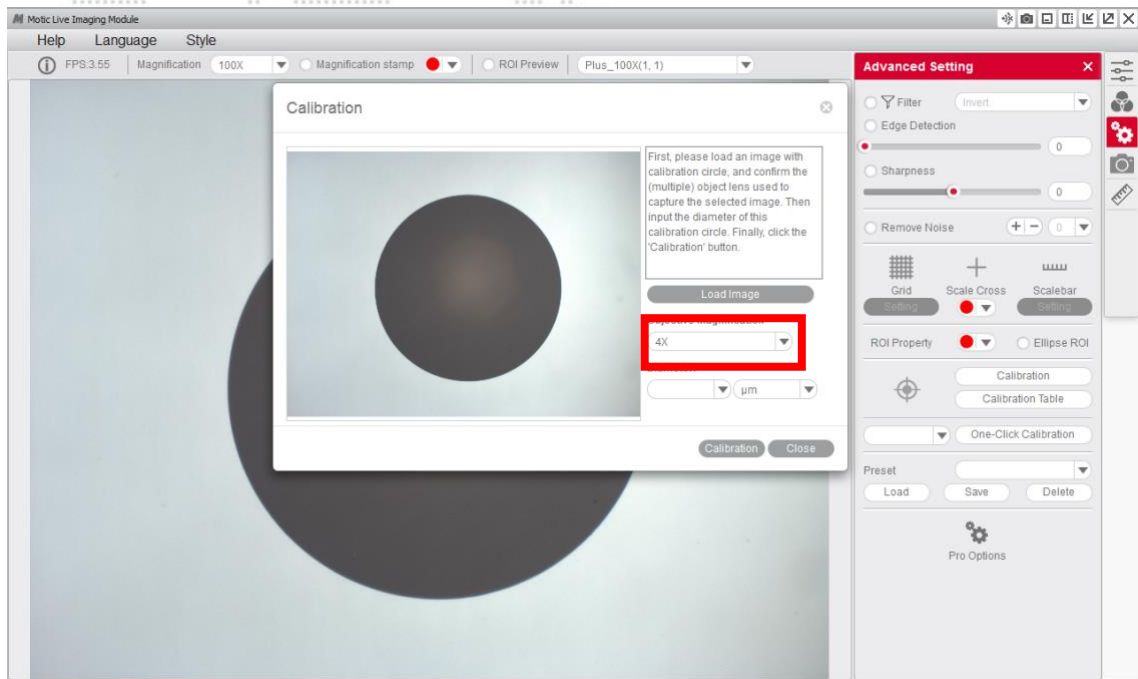 Motic Live Imaging Module
Help Language Style
FPS:3.55 Magnification 100X Magnification stamp ROI Preview Plus_100X(1, 1)
Calibration
First, please load an image with
calibration circle, and confirm the
(multiple) object lens used to
capture the selected image. Then
input the diameter of this
calibration circle. Finally, click the
'Calibration' button.
Load Image
4X
µm
Calibration Close
Advanced Setting
Filter Invert
Edge Detection
0
Sharpness
0
Remove Noise + - 0
Grid Scale Cross Scalebar
Setting Setting
ROI Property Ellipse ROI
Calibration
Calibration Table
One-Click Calibration
Preset
Load Save Delete
Pro Options